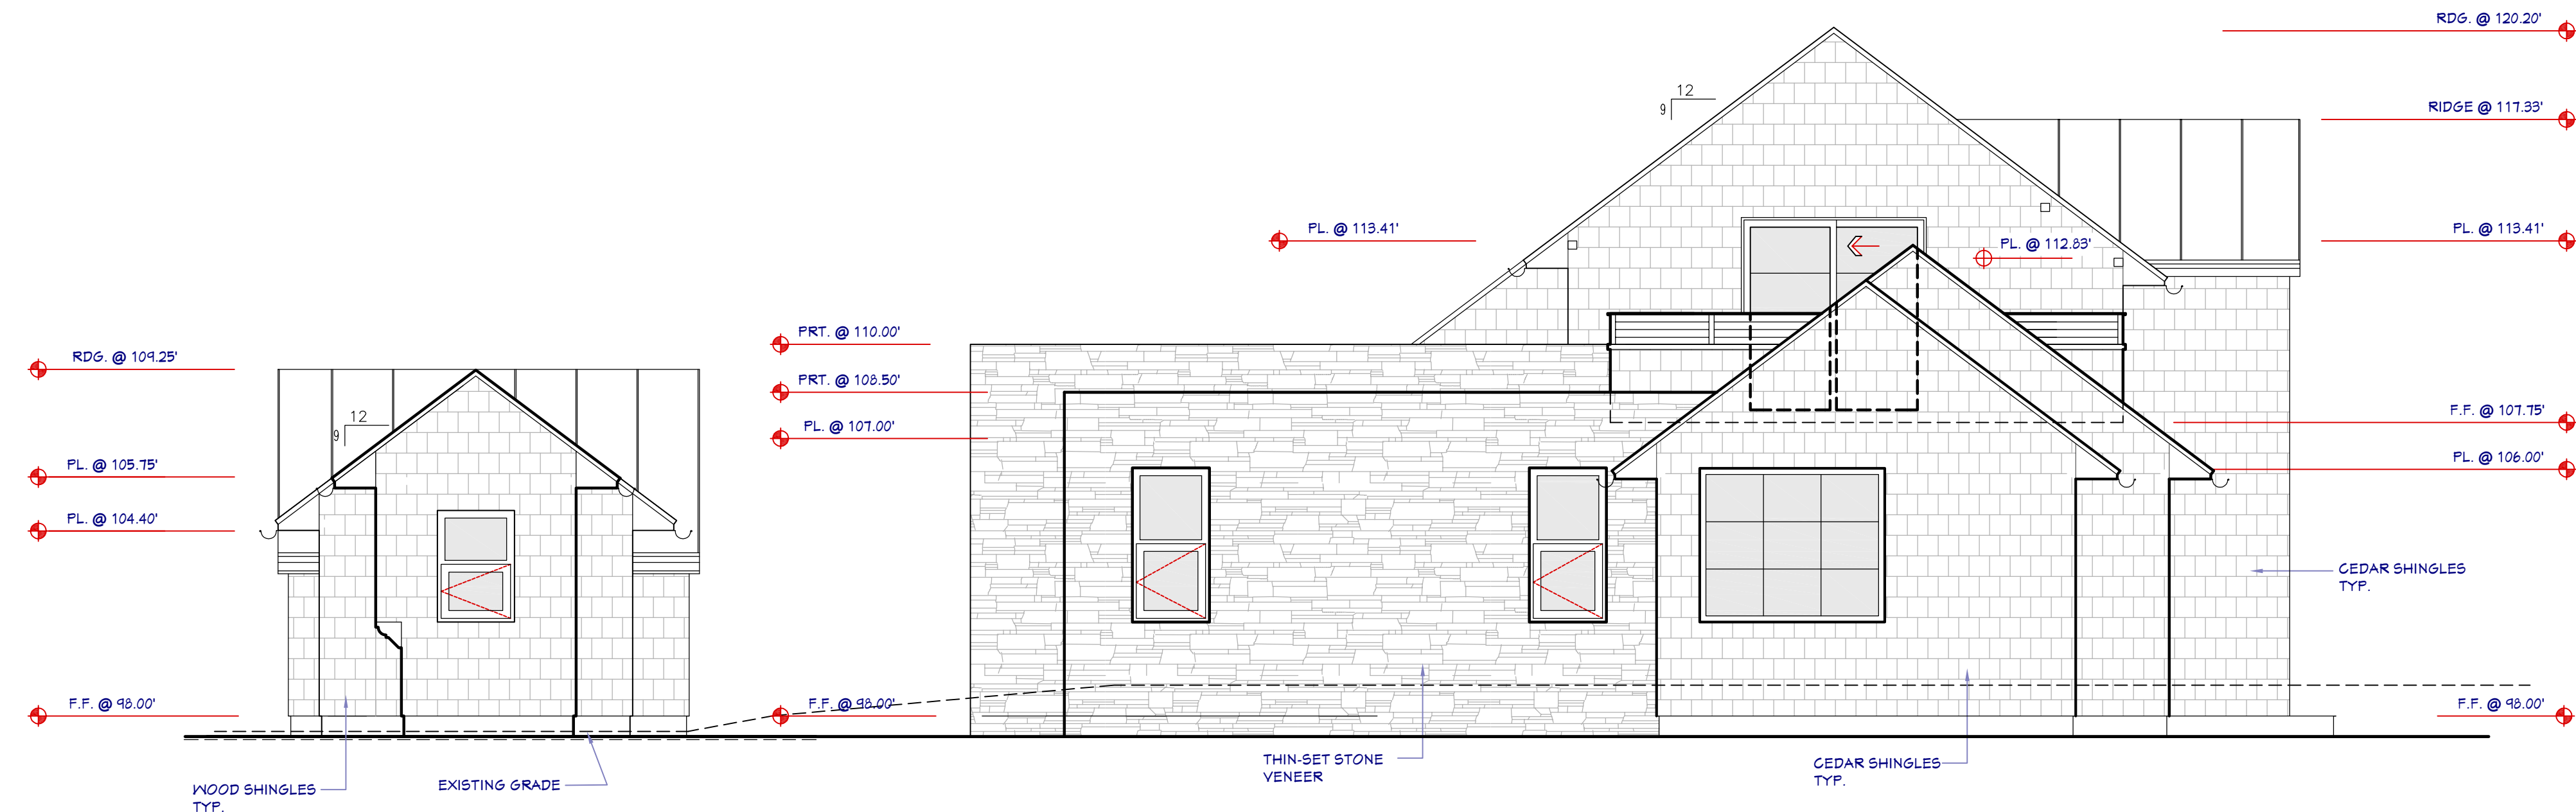 RDG. @ 120.20'
12
9
RIDGE @ 117.33'
PL. @ 113.41'
PL. @ 112.83'
PL. @ 113.41'
PRT. @ 110.00'
RDG. @ 109.25'
PRT. @ 108.50'
12
9
PL. @ 107.00'
F.F. @ 107.75'
PL. @ 105.75'
PL. @ 106.00'
PL. @ 104.40'
CEDAR SHINGLES
TYP.
F.F. @ 98.00'
F.F. @ 98.00'
F.F. @ 98.00'
WOOD SHINGLES
TYP.
EXISTING GRADE
THIN-SET STONE
VENEER
CEDAR SHINGLES
TYP.